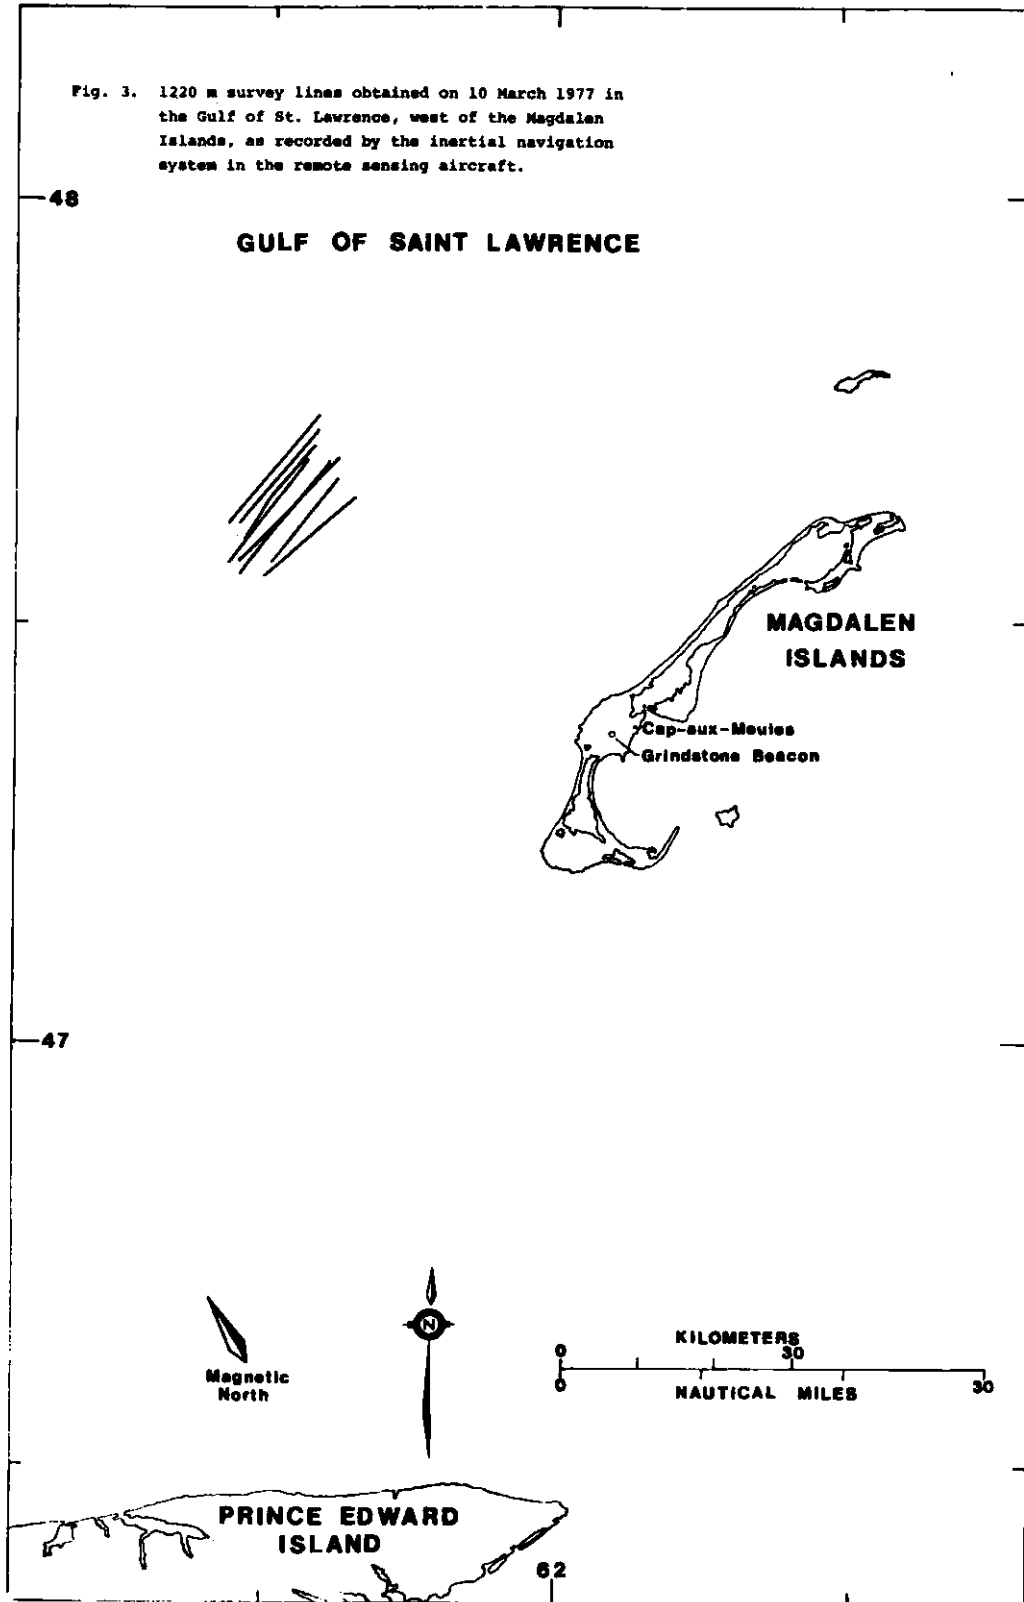 Fig. 3. 1220 m survey lines obtained on 10 March 1977 in
the Gulf of St. Lawrence, west of the Magdalen
Islands, as recorded by the inertial navigation
system in the remote sensing aircraft.
48
GULF OF SAINT LAWRENCE
MAGDALEN
ISLANDS
Cap-aux-Meules
Grindstone Beacon
47
N
Magnetic
North
KILOMETERS
0 30
0 30
NAUTICAL MILES
PRINCE EDWARD
ISLAND
62